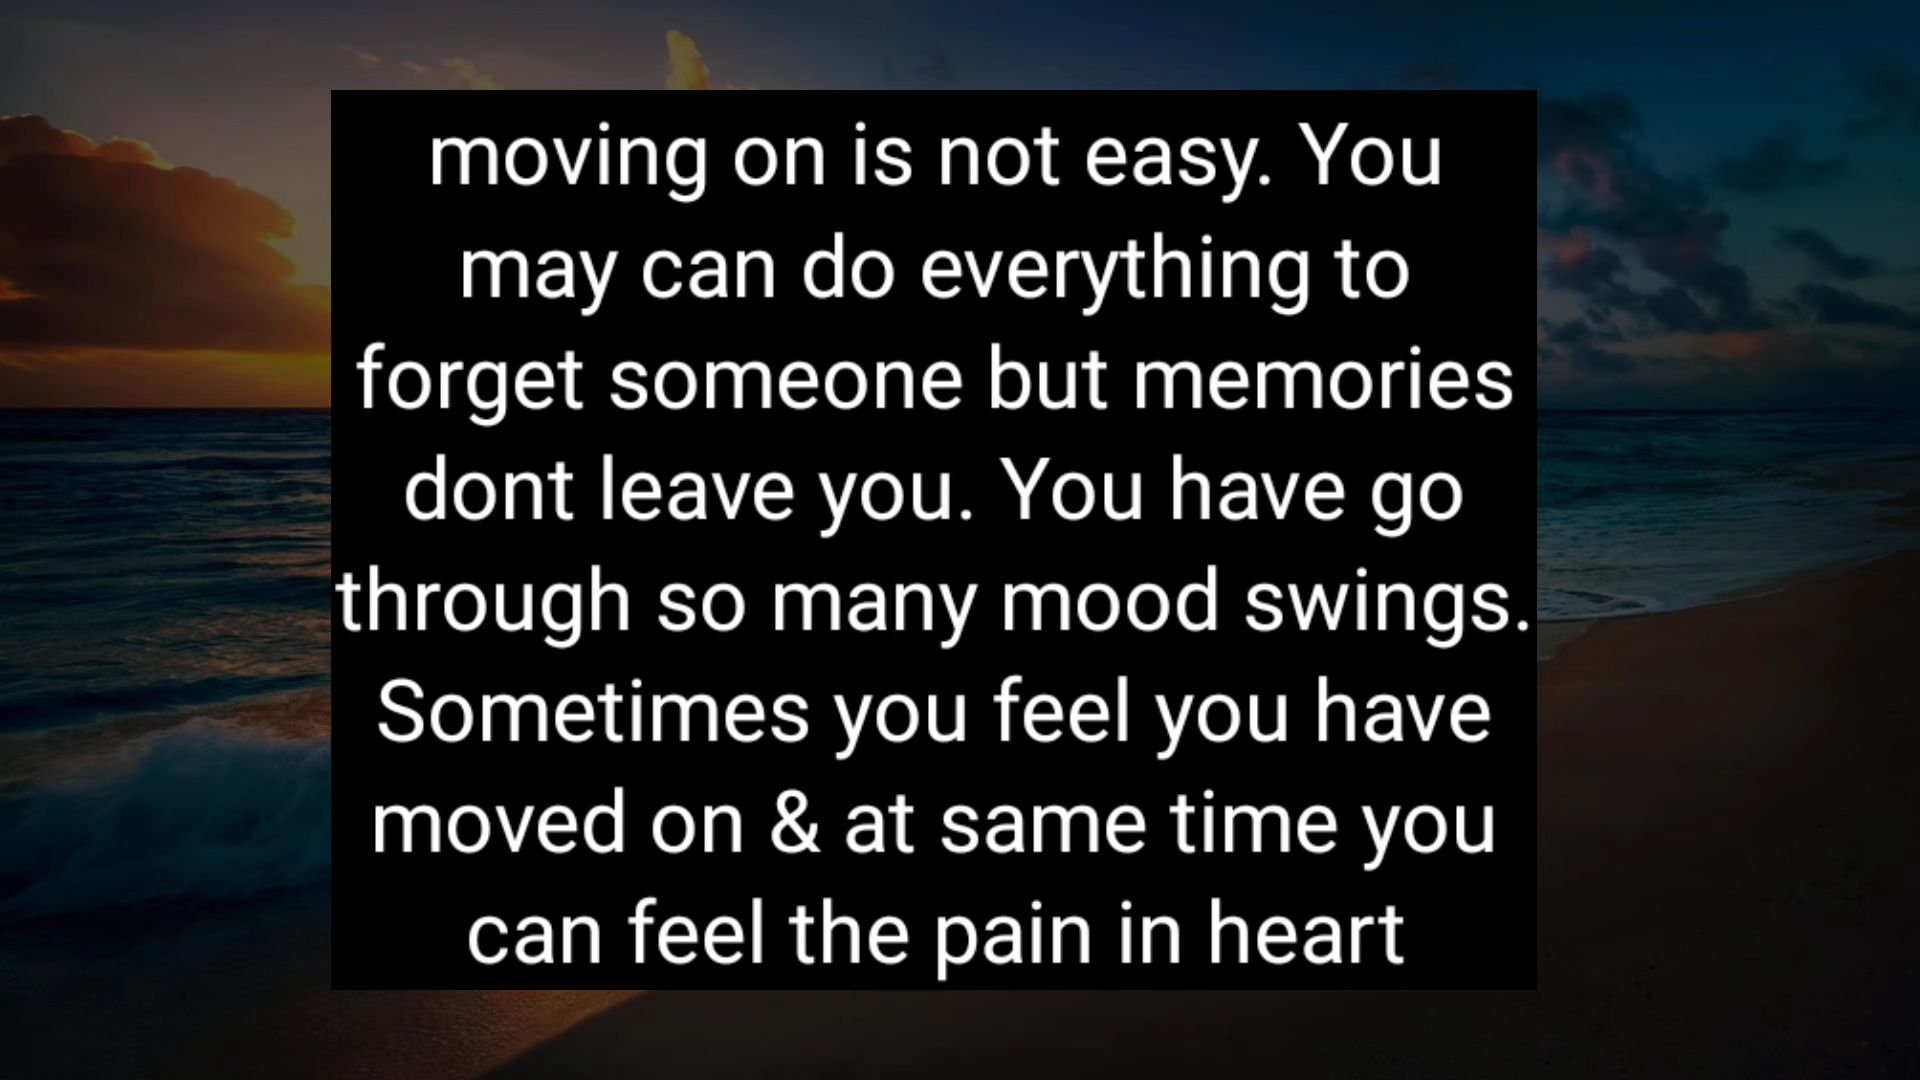 moving on is not easy. You
may can do everything to
forget someone but memories
dont leave you. You have go
through so many mood swings.
Sometimes you feel you have
moved on & at same time you
can feel the pain in heart